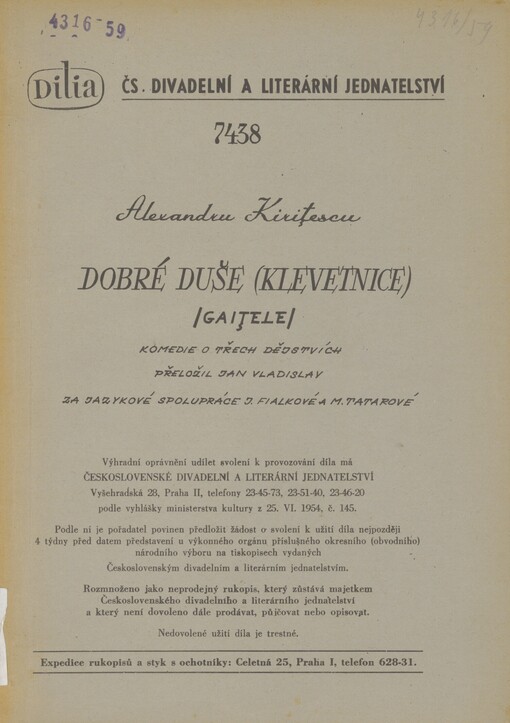 4316-59
4316/59
Dilia
ČS. DIVADELNÍ A LITERÁRNÍ JEDNATELSTVÍ
7438
Alexandru Kiriţescu
DOBRÉ DUŠE (KLEVETNICE)
/GAIŢELE/
KOMEDIE O TŘECH DĚJSTVÍCH
PŘELOŽIL JAN VLADISLAV
ZA JAZYKOVÉ SPOLUPRÁCE J. FIALKOVÉ A M. TATAROVÉ
Výhradní oprávnění udílet svolení k provozování díla má
ČESKOSLOVENSKÉ DIVADELNÍ A LITERÁRNÍ JEDNATELSTVÍ
Vyšehradská 28, Praha II, telefony 23-45-73, 23-51-40, 23-46-20
podle vyhlášky ministerstva kultury z 25. VI. 1954, č. 145.
Podle ní je pořadatel povinen předložit žádost o svolení k užití díla nejpozději
4 týdny před datem představení u výkonného orgánu příslušného okresního (obvodního)
národního výboru na tiskopisech vydaných
Československým divadelním a literárním jednatelstvím.
Rozmnoženo jako neprodejný rukopis, který zůstává majetkem
Československého divadelního a literárního jednatelství
a který není dovoleno dále prodávat, půjčovat nebo opisovat.
Nedovolené užití díla je trestné.
Expedice rukopisů a styk s ochotníky: Celetná 25, Praha I, telefon 628-31.